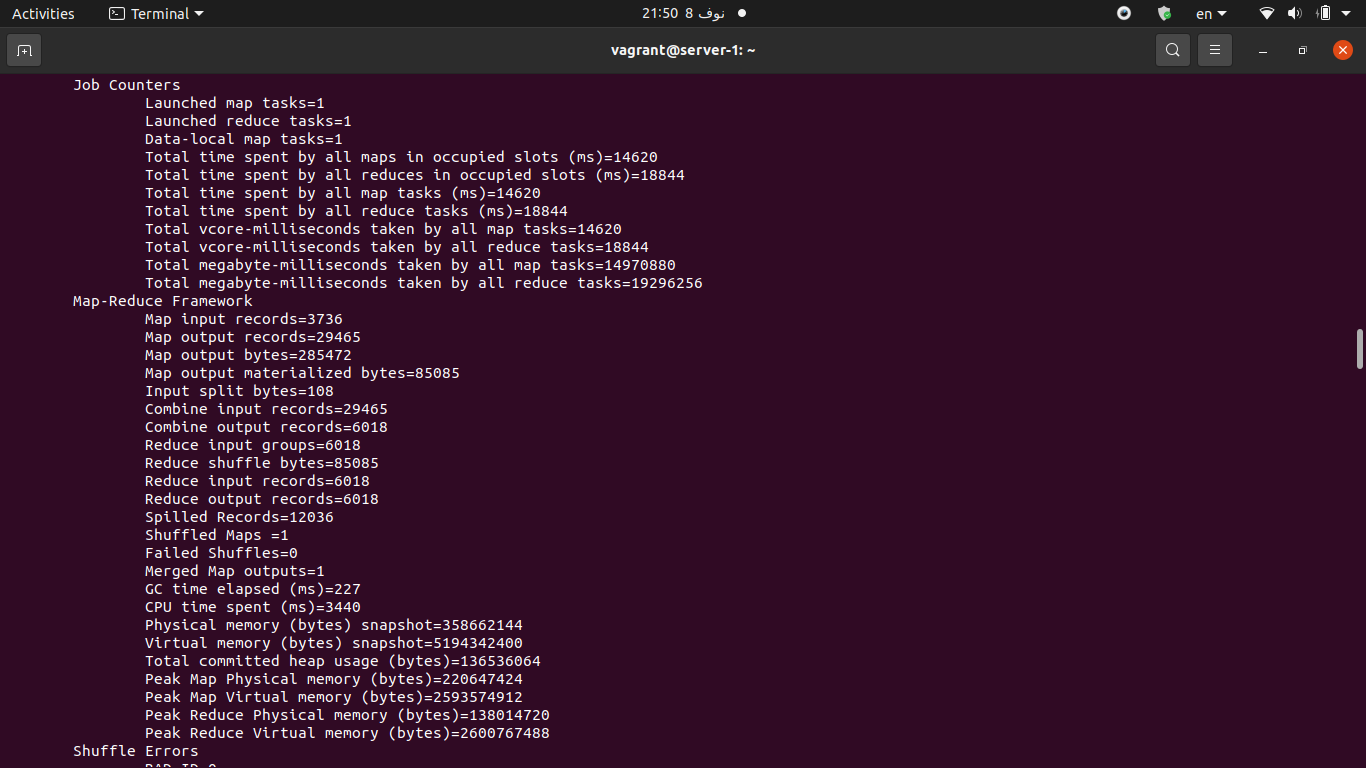 Activities Terminal 21:50 8 نوف en
vagrant@server-1: ~
Job Counters
Launched map tasks=1
Launched reduce tasks=1
Data-local map tasks=1
Total time spent by all maps in occupied slots (ms)=14620
Total time spent by all reduces in occupied slots (ms)=18844
Total time spent by all map tasks (ms)=14620
Total time spent by all reduce tasks (ms)=18844
Total vcore-milliseconds taken by all map tasks=14620
Total vcore-milliseconds taken by all reduce tasks=18844
Total megabyte-milliseconds taken by all map tasks=14970880
Total megabyte-milliseconds taken by all reduce tasks=19296256
Map-Reduce Framework
Map input records=3736
Map output records=29465
Map output bytes=285472
Map output materialized bytes=85085
Input split bytes=108
Combine input records=29465
Combine output records=6018
Reduce input groups=6018
Reduce shuffle bytes=85085
Reduce input records=6018
Reduce output records=6018
Spilled Records=12036
Shuffled Maps =1
Failed Shuffles=0
Merged Map outputs=1
GC time elapsed (ms)=227
CPU time spent (ms)=3440
Physical memory (bytes) snapshot=358662144
Virtual memory (bytes) snapshot=5194342400
Total committed heap usage (bytes)=136536064
Peak Map Physical memory (bytes)=220647424
Peak Map Virtual memory (bytes)=2593574912
Peak Reduce Physical memory (bytes)=138014720
Peak Reduce Virtual memory (bytes)=2600767488
Shuffle Errors